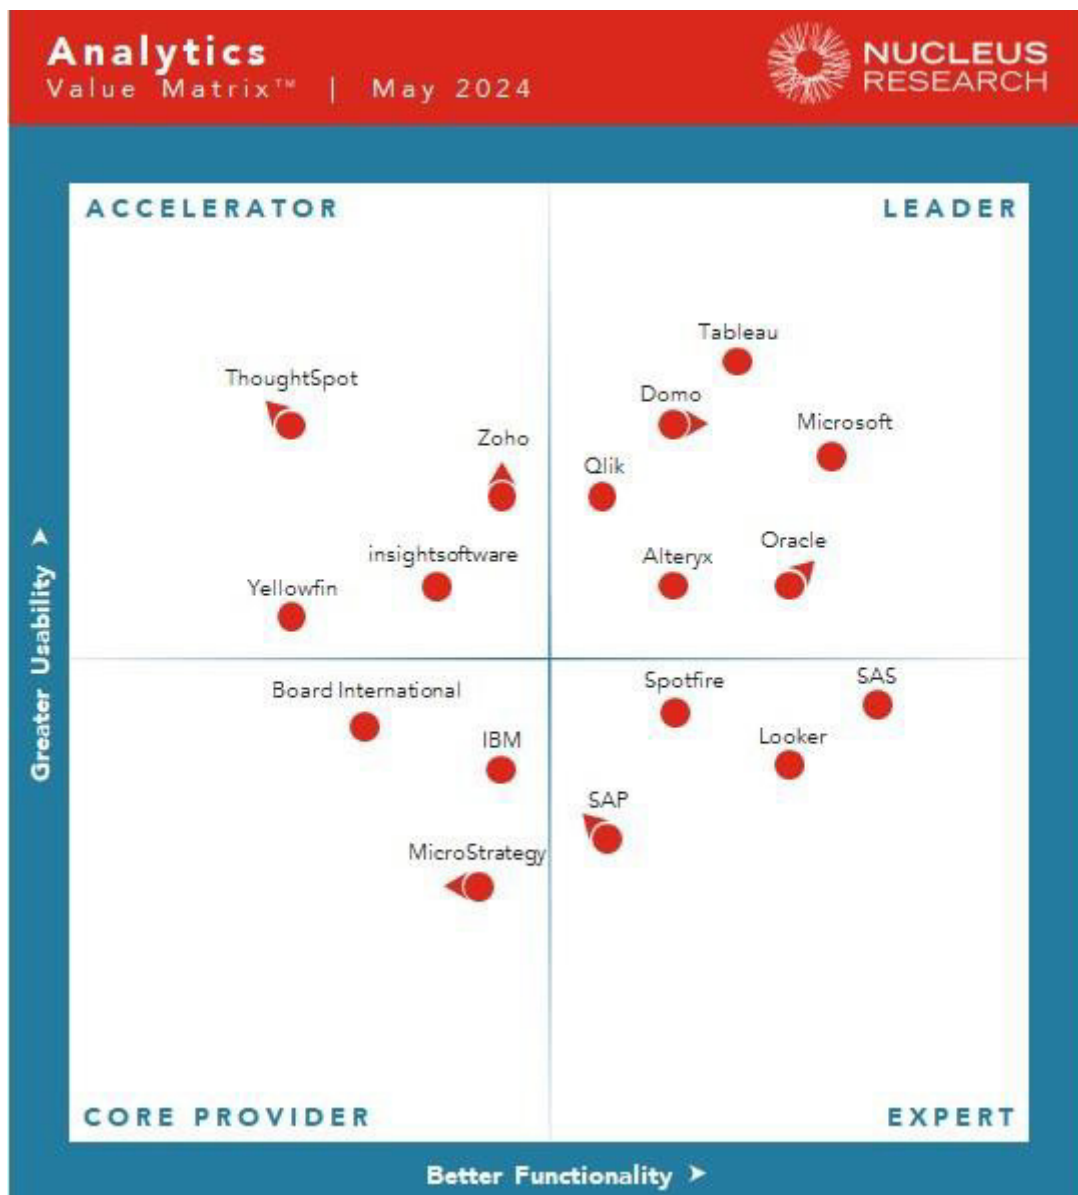 Analytics
Value Matrix™ | May 2024
NUCLEUS
RESEARCH
ACCELERATOR
LEADER
Tableau
ThoughtSpot
Domo
Microsoft
Zoho
Qlik
Oracle
insightsoftware
Alteryx
Yellowfin
Greater Usability ➤
Board International
Spotfire
SAS
IBM
Looker
SAP
MicroStrategy
CORE PROVIDER
EXPERT
Better Functionality ➤